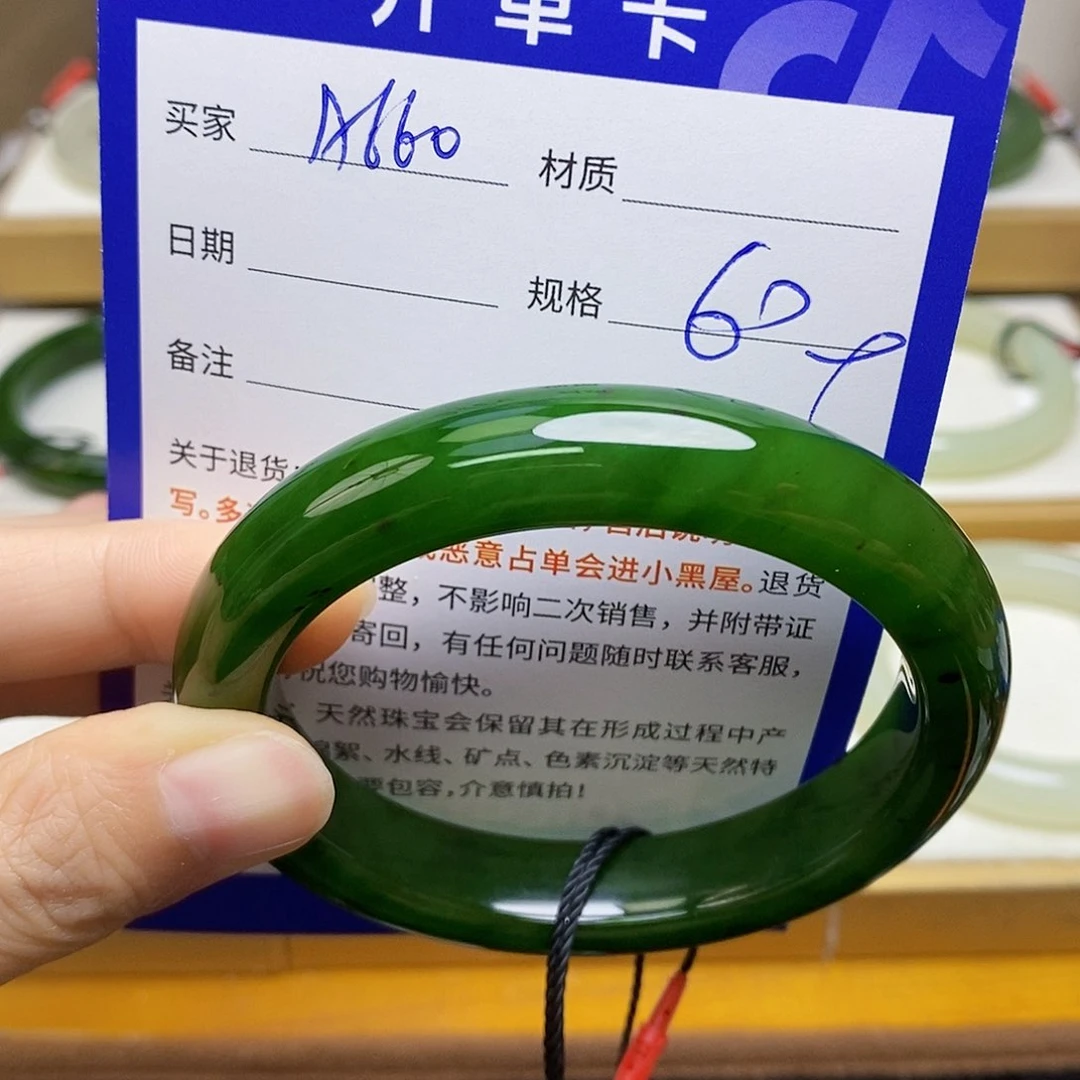 开单卡
买家 A660 材质
日期 规格 60
备注
关于退货:
写。多
恶意占单会进小黑屋。退货
整，不影响二次销售，并附带证
寄回，有任何问题随时联系客服，
祝您购物愉快。
天然珠宝会保留其在形成过程中产
絮、水线、矿点、色素沉淀等天然特
要包容，介意慎拍！